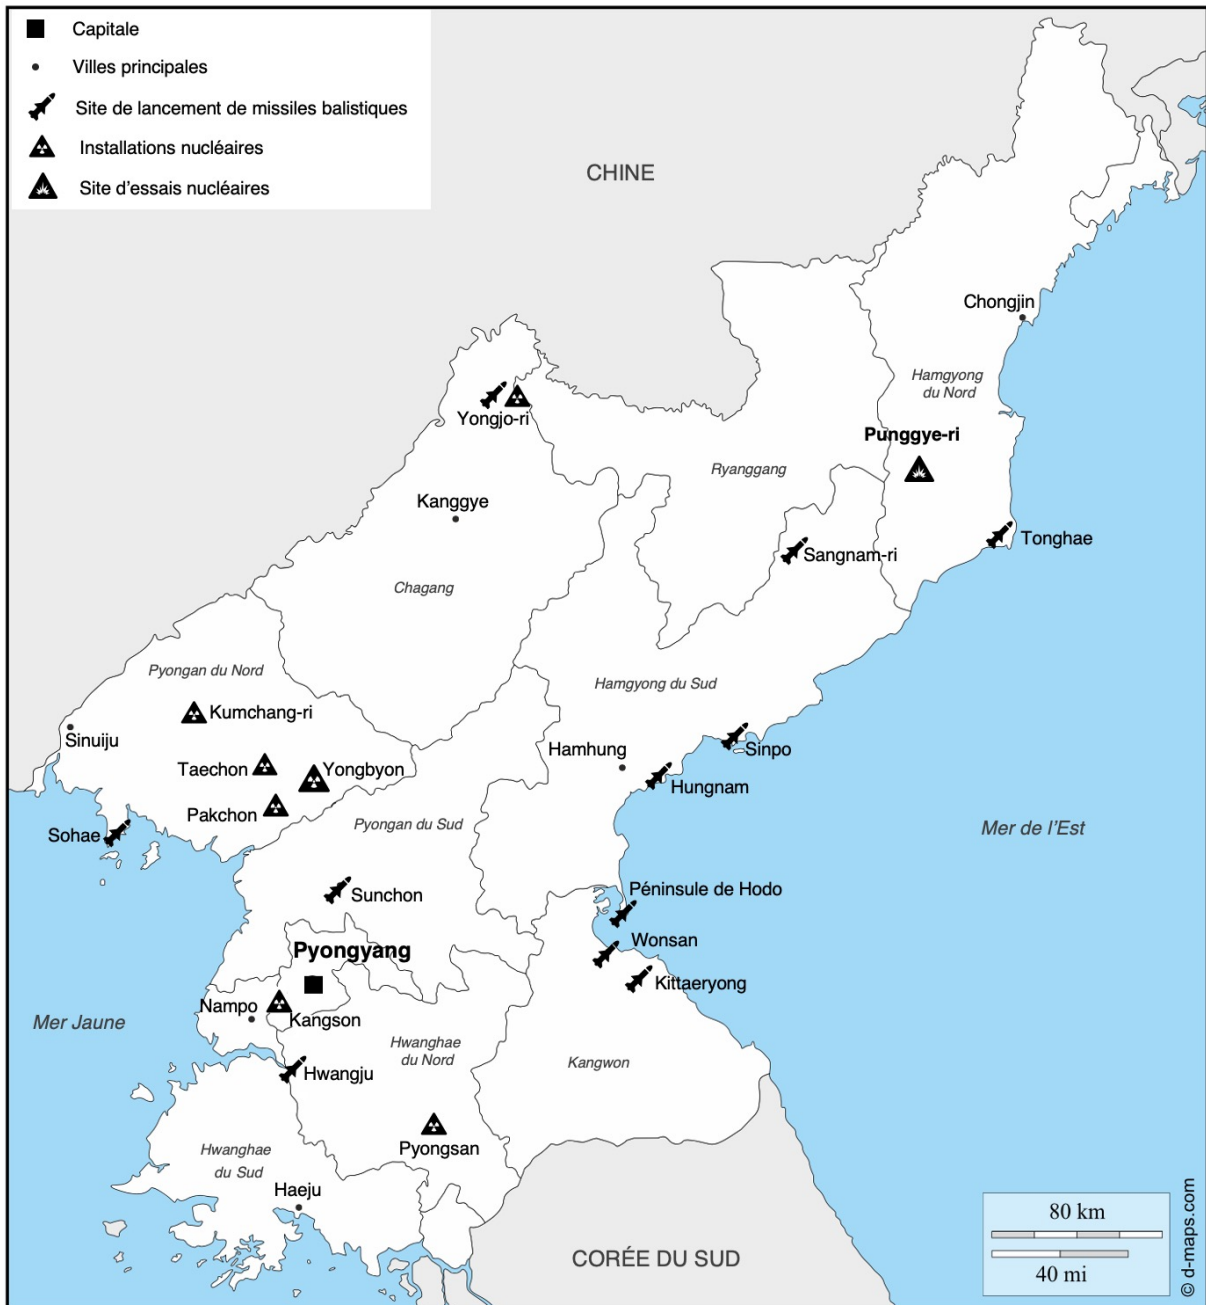 Capitale
Villes principales
Site de lancement de missiles balistiques
Installations nucléaires
Site d'essais nucléaires
CHINE
Chongjin
Hamgyong
du Nord
Yongjo-ri
Punggye-ri
Ryanggang
Kanggye
Tonghae
Sangnam-ri
Chagang
Pyongan du Nord
Hamgyong du Sud
Kumchang-ri
Sinuiju
Hamhung
Sinpo
Taechon
Yongbyon
Hungnam
Pakchon
Pyongan du Sud
Mer de l'Est
Sohae
Sunchon
Péninsule de Hodo
Wonsan
Pyongyang
Kittaeryong
Nampo
Kangson
Mer Jaune
Hwanghae
du Nord
Kangwon
Hwangju
Pyongsan
Hwanghae
du Sud
Haeju
CORÉE DU SUD
80 km
40 mi
© d-maps.com